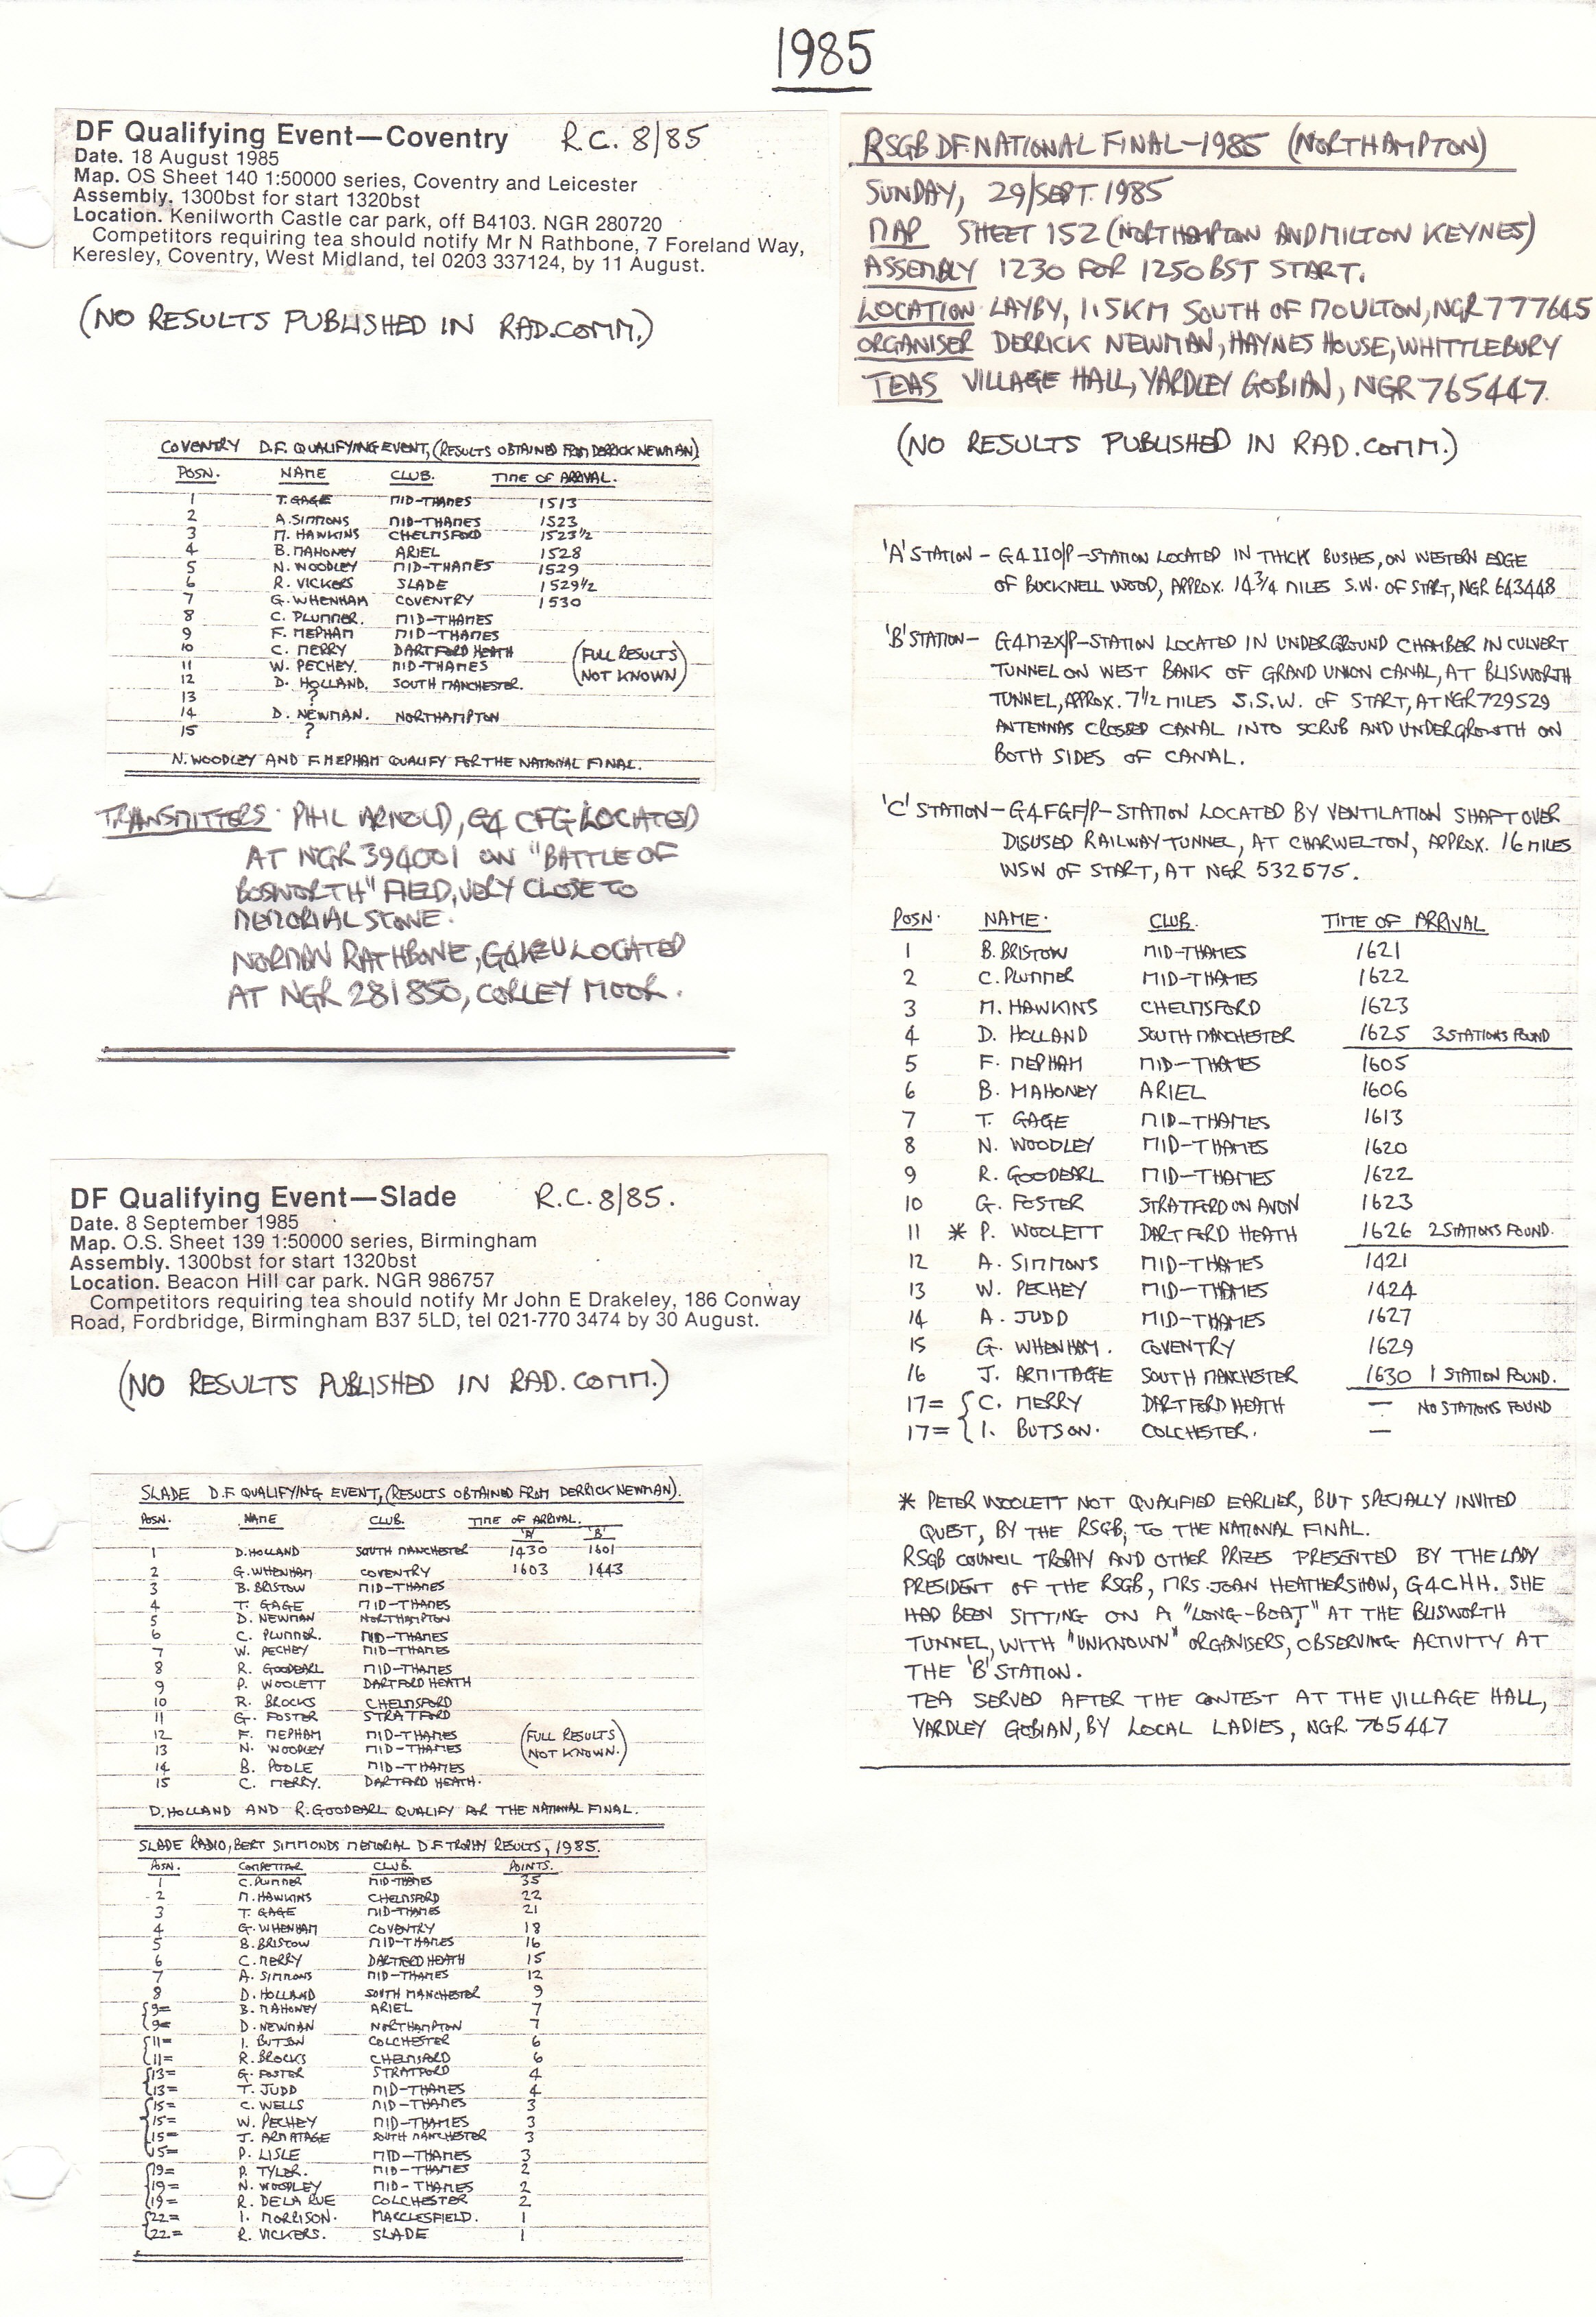 1985
DF Qualifying Event—Coventry R.C. 8/85
Date. 18 August 1985
Map. OS Sheet 140 1:50000 series, Coventry and Leicester
Assembly. 1300bst for start 1320bst
Location. Kenilworth Castle car park, off B4103. NGR 280720
Competitors requiring tea should notify Mr N Rathbone, 7 Foreland Way,
Keresley, Coventry, West Midland, tel 0203 337124, by 11 August.
(NO RESULTS PUBLISHED IN RAD.COMM.)
COVENTRY D.F. QUALIFYING EVENT, (RESULTS OBTAINED FROM DERRICK NEWMAN)
POSN. NAME CLUB. TIME OF ARRIVAL.
1 T. GAGE MID-THAMES 1513
2 A. SIMMONS MID-THAMES 1523
3 M. HAWKINS CHELMSFORD 1523½
4 B. MAHONEY ARIEL 1528
5 N. WOODLEY MID-THAMES 1529
6 R. VICKERS SLADE 1529½
7 G. WHENHAM COVENTRY 1530
8 C. PLUMMER. MID-THAMES
9 F. MEPHAM MID-THAMES
10 C. MERRY DARTFORD HEATH (FULL RESULTS
11 W. PECHEY. MID-THAMES NOT KNOWN)
12 D. HOLLAND. SOUTH MANCHESTER.
13 ?
14 D. NEWMAN. NORTHAMPTON
15 ?
N. WOODLEY AND F. MEPHAM QUALIFY FOR THE NATIONAL FINAL.
TRANSMITTERS: PHIL ARNOLD, G4 CFG LOCATED
AT NGR 394001 ON "BATTLE OF
BOSWORTH" FIELD, VERY CLOSE TO
MEMORIAL STONE.
NORMAN RATHBONE, G4KEU LOCATED
AT NGR 281850, CORLEY MOOR.
DF Qualifying Event—Slade R.C. 8/85.
Date. 8 September 1985
Map. O.S. Sheet 139 1:50000 series, Birmingham
Assembly. 1300bst for start 1320bst
Location. Beacon Hill car park. NGR 986757
Competitors requiring tea should notify Mr John E Drakeley, 186 Conway
Road, Fordbridge, Birmingham B37 5LD, tel 021-770 3474 by 30 August.
(NO RESULTS PUBLISHED IN RAD.COMM.)
SLADE D.F QUALIFYING EVENT, (RESULTS OBTAINED FROM DERRICK NEWMAN).
POSN. NAME CLUB. TIME OF ARRIVAL.
'A' 'B'
1 D. HOLLAND SOUTH MANCHESTER 1430 1601
2 G. WHENHAM COVENTRY 1603 1443
3 B. BRISTOW MID-THAMES
4 T. GAGE MID-THAMES
5 D. NEWMAN NORTHAMPTON
6 C. PLUMMER. MID-THAMES
7 W. PECHEY MID-THAMES
8 R. GOODEARL MID-THAMES
9 P. WOOLETT DARTFORD HEATH
10 R. BROCKS CHELMSFORD
11 G. FOSTER STRATFORD
12 F. MEPHAM MID-THAMES (FULL RESULTS
13 N. WOODLEY MID-THAMES NOT KNOWN.)
14 B. POOLE MID-THAMES
15 C. MERRY. DARTFORD HEATH.
D. HOLLAND AND R. GOODEARL QUALIFY FOR THE NATIONAL FINAL.
SLADE RADIO, BERT SIMMONDS MEMORIAL D.F TROPHY RESULTS, 1985.
POSN. COMPETITOR CLUB. POINTS.
1 C. PLUMMER MID-THAMES 35
2 M. HAWKINS CHELMSFORD 22
3 T. GAGE MID-THAMES 21
4 G. WHENHAM COVENTRY 18
5 B. BRISTOW MID-THAMES 16
6 C. MERRY DARTFORD HEATH 15
7 A. SIMMONS MID-THAMES 12
8 D. HOLLAND SOUTH MANCHESTER 9
9= B. MAHONEY ARIEL 7
9= D. NEWMAN NORTHAMPTON 7
11= I. BUTSON COLCHESTER 6
11= R. BROCKS CHELMSFORD 6
13= G. FOSTER STRATFORD 4
13= T. JUDD MID-THAMES 4
15= C. WELLS MID-THAMES 3
15= W. PECHEY MID-THAMES 3
15= J. ARMATAGE SOUTH MANCHESTER 3
15= P. LISLE MID-THAMES 3
19= P. TYLER. MID-THAMES 2
19= N. WOODLEY MID-THAMES 2
19= R. DE LA RUE COLCHESTER 2
22= I. MORRISON. MACCLESFIELD. 1
22= R. VICKERS. SLADE 1
RSGB DF NATIONAL FINAL-1985 (NORTHAMPTON)
SUNDAY, 29/SEPT. 1985
MAP SHEET 152 (NORTHAMPTON AND MILTON KEYNES)
ASSEMBLY 1230 FOR 1250 BST START.
LOCATION LAYBY, 1.5KM SOUTH OF MOULTON, NGR 777645
ORGANISER DERRICK NEWMAN, HAYNES HOUSE, WHITTLEBURY
TEAS VILLAGE HALL, YARDLEY GOBIAN, NGR 765447.
(NO RESULTS PUBLISHED IN RAD.COMM.)
'A' STATION - G4IIO/P-STATION LOCATED IN THICK BUSHES, ON WESTERN EDGE
OF BUCKNELL WOOD, APPROX. 14¾ MILES S.W. OF START, NGR 643448
'B' STATION - G4MZX/P-STATION LOCATED IN UNDERGROUND CHAMBER IN CULVERT
TUNNEL ON WEST BANK OF GRAND UNION CANAL, AT BLISWORTH
TUNNEL, APPROX. 7½ MILES S.S.W. OF START, AT NGR 729529
ANTENNAS CROSSED CANAL INTO SCRUB AND UNDERGROWTH ON
BOTH SIDES OF CANAL.
'C' STATION - G4FGF/P-STATION LOCATED BY VENTILATION SHAFT OVER
DISUSED RAILWAY TUNNEL, AT CHARWELTON, APPROX. 16 MILES
WSW OF START, AT NGR 532575.
POSN. NAME. CLUB. TIME OF ARRIVAL
1 B. BRISTOW MID-THAMES 1621
2 C. PLUMMER MID-THAMES 1622
3 M. HAWKINS CHELMSFORD 1623
4 D. HOLLAND SOUTH MANCHESTER 1625 3 STATIONS FOUND
5 F. MEPHAM MID-THAMES 1605
6 B. MAHONEY ARIEL 1606
7 T. GAGE MID-THAMES 1613
8 N. WOODLEY MID-THAMES 1620
9 R. GOODEARL MID-THAMES 1622
10 G. FOSTER STRATFORD ON AVON 1623
11 * P. WOOLETT DARTFORD HEATH 1626 2 STATIONS FOUND.
12 A. SIMMONS MID-THAMES 1421
13 W. PECHEY MID-THAMES 1424
14 A. JUDD MID-THAMES 1627
15 G. WHENHAM. COVENTRY 1629
16 J. ARMITAGE SOUTH MANCHESTER 1630 1 STATION FOUND.
17= C. MERRY DARTFORD HEATH — NO STATIONS FOUND
17= I. BUTSON. COLCHESTER. —
* PETER WOOLETT NOT QUALIFIED EARLIER, BUT SPECIALLY INVITED
QUEST, BY THE RSGB, TO THE NATIONAL FINAL.
RSGB COUNCIL TROPHY AND OTHER PRIZES PRESENTED BY THE LADY
PRESIDENT OF THE RSGB, MRS JOAN HEATHERSHAW, G4CHH. SHE
HAD BEEN SITTING ON A "LONG-BOAT" AT THE BLISWORTH
TUNNEL, WITH "UNKNOWN" ORGANISERS, OBSERVING ACTIVITY AT
THE 'B' STATION.
TEA SERVED AFTER THE CONTEST AT THE VILLAGE HALL,
YARDLEY GOBIAN, BY LOCAL LADIES, NGR 765447